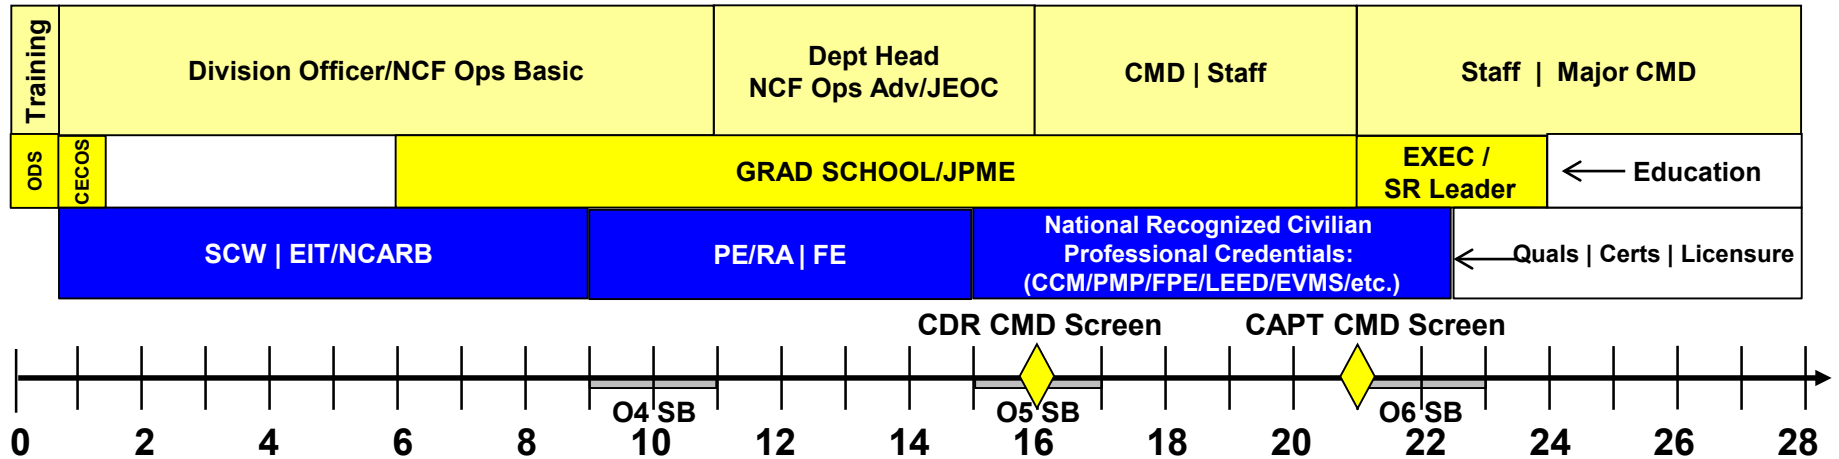 Training
Division Officer/NCF Ops Basic
Dept Head
NCF Ops Adv/JEOC
CMD | Staff
Staff | Major CMD
ODS
CECOS
GRAD SCHOOL/JPME
EXEC /
SR Leader
Education
SCW | EIT/NCARB
PE/RA | FE
National Recognized Civilian
Professional Credentials:
(CCM/PMP/FPE/LEED/EVMS/etc.)
Quals | Certs | Licensure
CDR CMD Screen
CAPT CMD Screen
O4 SB
O5 SB
O6 SB
0 2 4 6 8 10 12 14 16 18 20 22 24 26 28